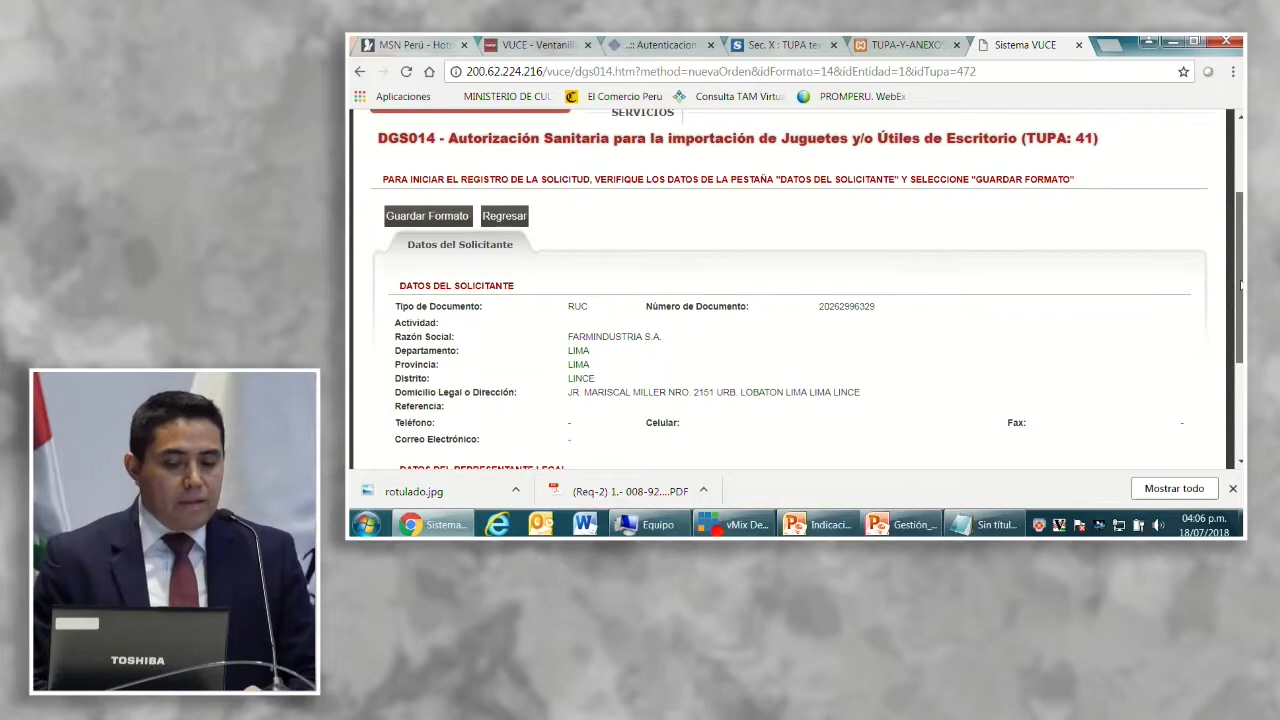 MSN Perú - Hotm
VUCE - Ventanill
..:: Autenticacion
Sec. X : TUPA te
TUPA-Y-ANEXOS
Sistema VUCE
200.62.224.216/vuce/dgs014.htm?method=nuevaOrden&idFormato=14&idEntidad=1&idTupa=472
Aplicaciones
MINISTERIO DE CUL
El Comercio Peru
Consulta TAM Virtua
PROMPERU. WebEx
SERVICIOS
DGS014 - Autorización Sanitaria para la importación de Juguetes y/o Útiles de Escritorio (TUPA: 41)
PARA INICIAR EL REGISTRO DE LA SOLICITUD, VERIFIQUE LOS DATOS DE LA PESTAÑA "DATOS DEL SOLICITANTE" Y SELECCIONE "GUARDAR FORMATO"
Guardar Formato Regresar
Datos del Solicitante
DATOS DEL SOLICITANTE
Tipo de Documento: RUC Número de Documento: 20262996329
Actividad:
Razón Social: FARMINDUSTRIA S.A.
Departamento: LIMA
Provincia: LIMA
Distrito: LINCE
Domicilio Legal o Dirección: JR. MARISCAL MILLER NRO. 2151 URB. LOBATON LIMA LIMA LINCE
Referencia:
Teléfono: - Celular: Fax: -
Correo Electrónico: -
DATOS DEL REPRESENTANTE LEGAL
rotulado.jpg
(Req-2) 1.- 008-92....PDF
Mostrar todo
Sistema...
Equipo
vMix De...
Indicaci...
Gestión_...
Sin títul...
04:06 p.m.
18/07/2018
TOSHIBA